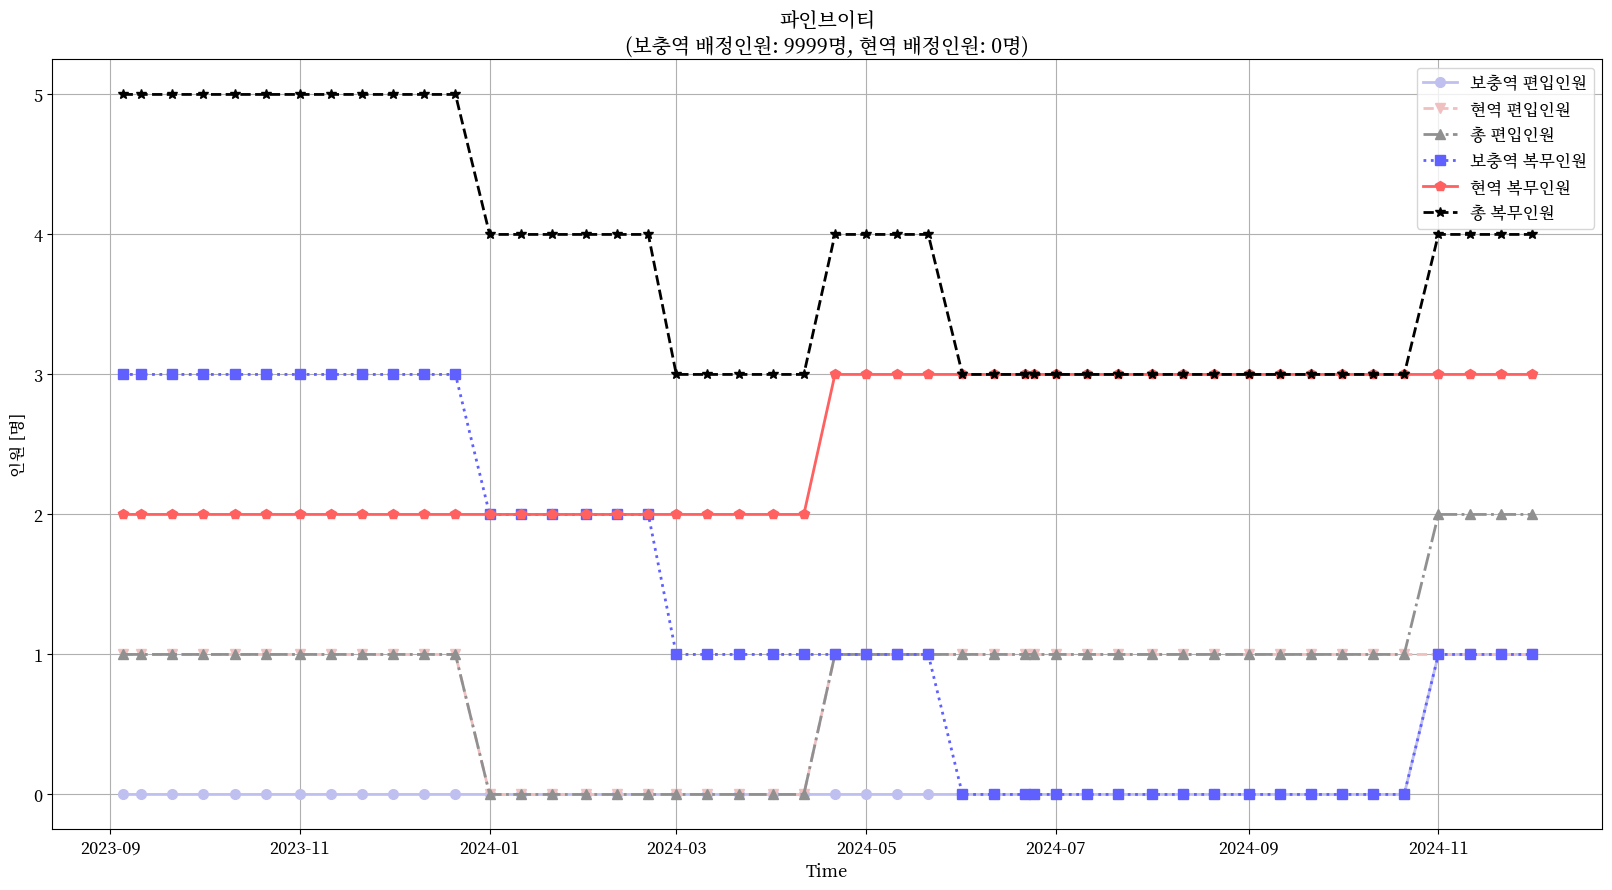 파인브이티
(보충역 배정인원: 9999명, 현역 배정인원: 0명)
보충역 편입인원
현역 편입인원
총 편입인원
보충역 복무인원
현역 복무인원
총 복무인원
인원 [명]
5
4
3
2
1
0
2023-09
2023-11
2024-01
2024-03
2024-05
2024-07
2024-09
2024-11
Time